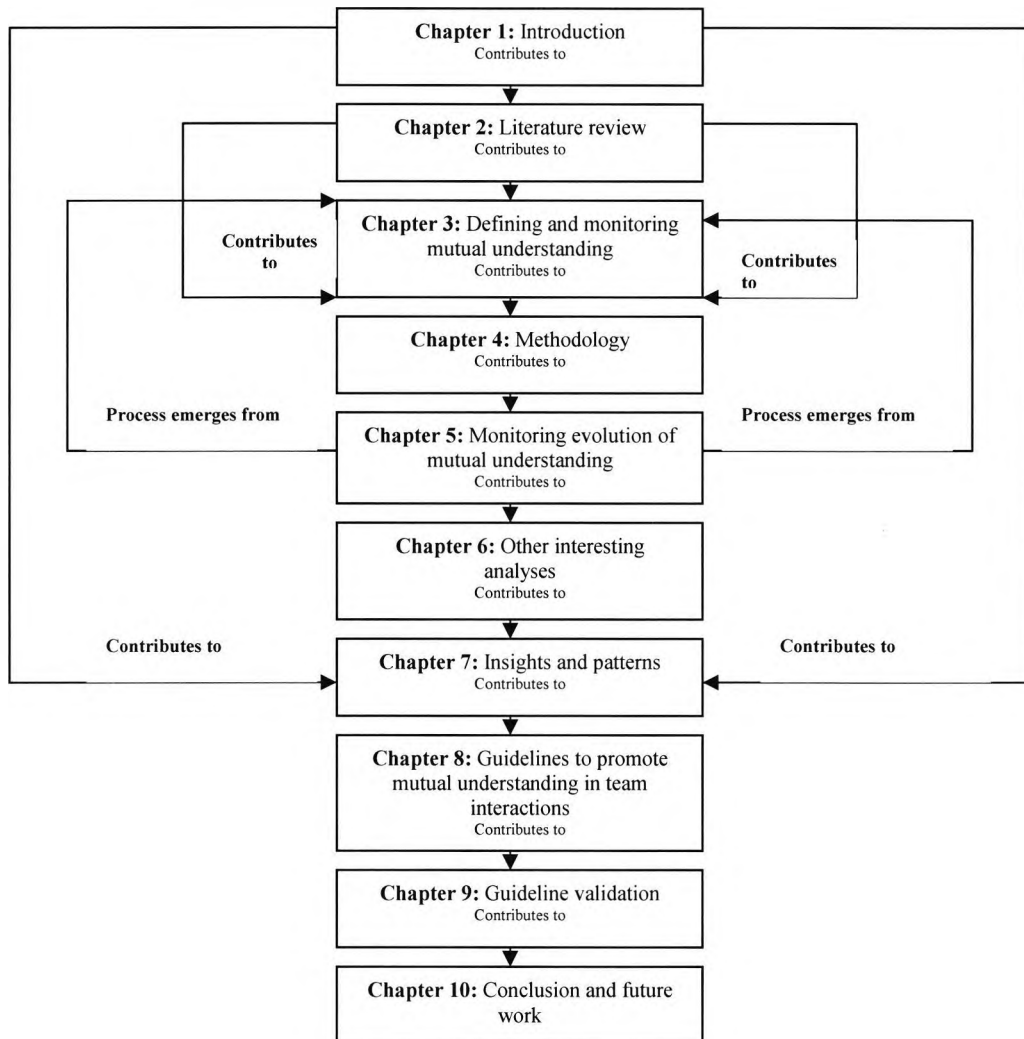 Chapter 1: Introduction
Contributes to
Chapter 2: Literature review
Contributes to
Chapter 3: Defining and monitoring
mutual understanding
Contributes to
Contributes
to
Contributes
to
Chapter 4: Methodology
Contributes to
Process emerges from
Process emerges from
Chapter 5: Monitoring evolution of
mutual understanding
Contributes to
Chapter 6: Other interesting
analyses
Contributes to
Contributes to
Contributes to
Chapter 7: Insights and patterns
Contributes to
Chapter 8: Guidelines to promote
mutual understanding in team
interactions
Contributes to
Chapter 9: Guideline validation
Contributes to
Chapter 10: Conclusion and future
work